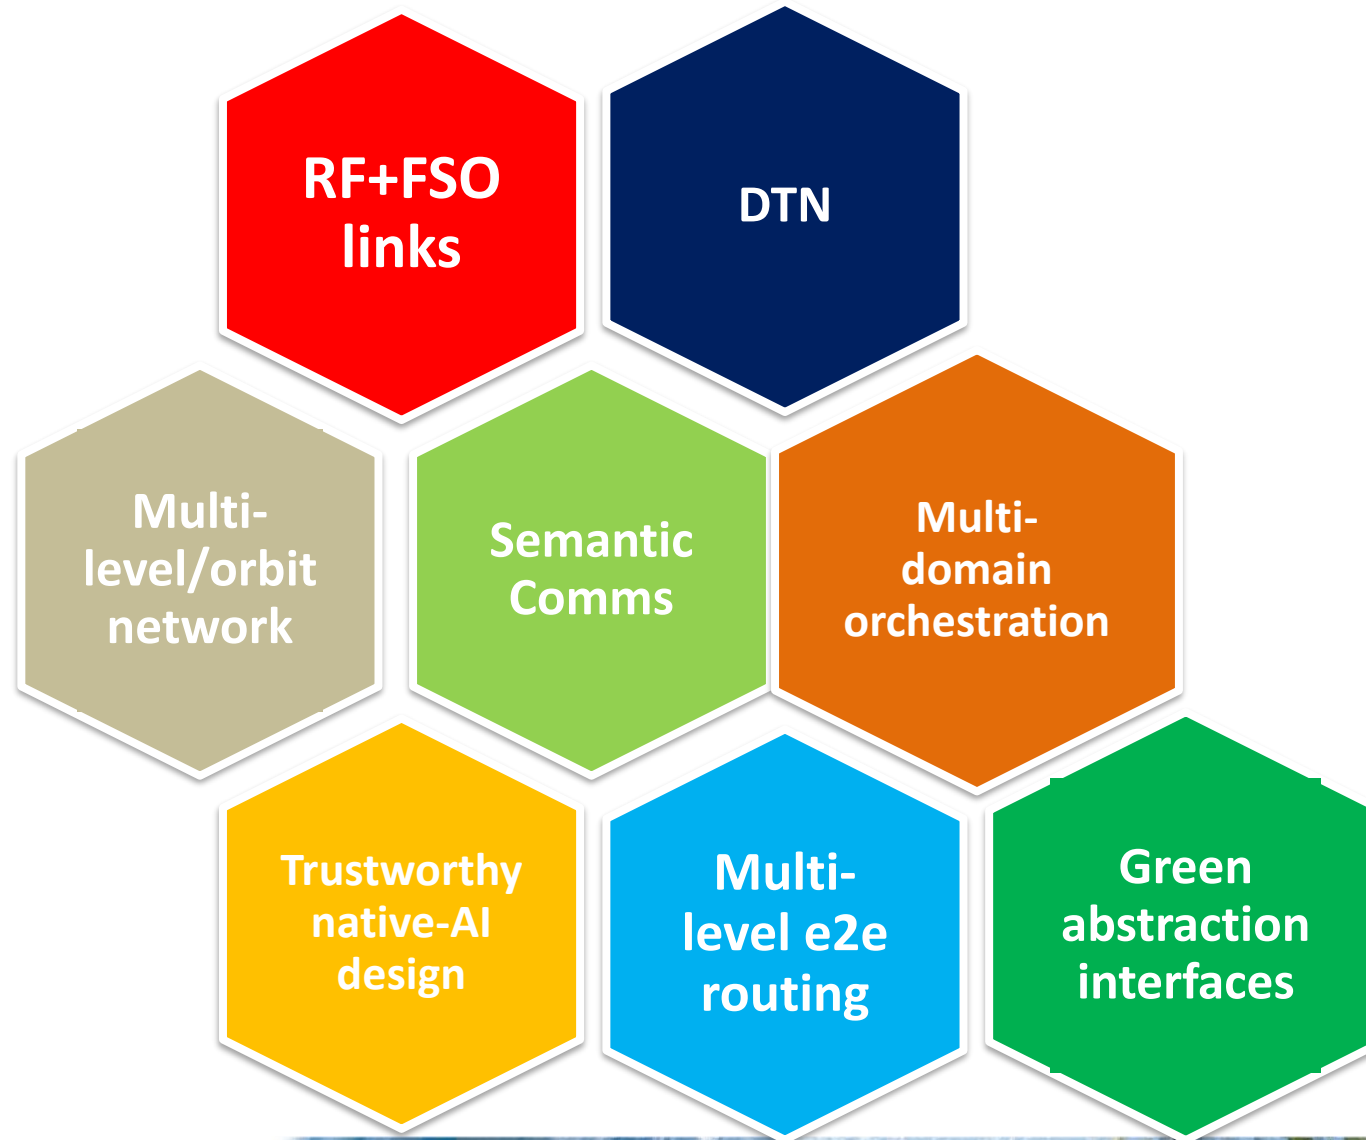 RF+FSO
links
DTN
Multi-
level/orbit
network
Semantic
Comms
Multi-
domain
orchestration
Trustworthy
native-AI
design
Multi-
level e2e
routing
Green
abstraction
interfaces